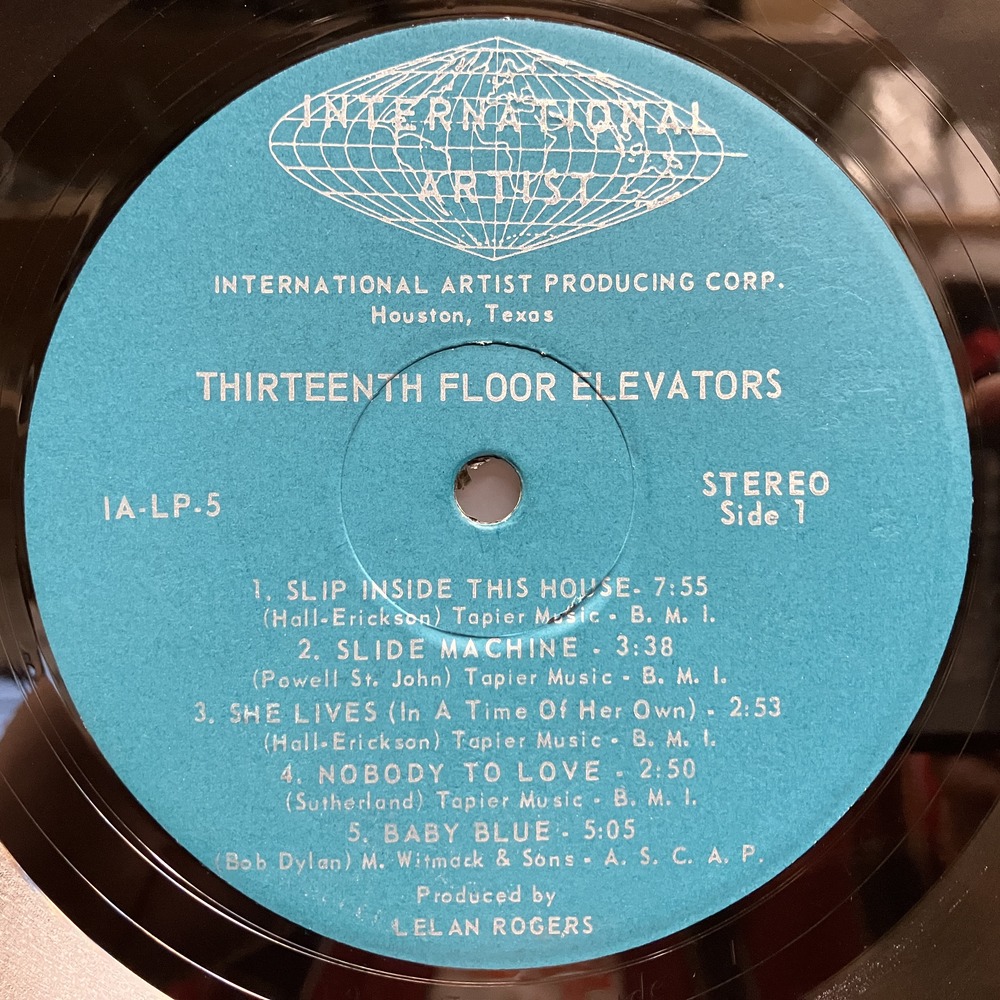 INTERNATIONAL
ARTIST
INTERNATIONAL ARTIST PRODUCING CORP.
Houston, Texas
THIRTEENTH FLOOR ELEVATORS
IA-LP-5
STEREO
Side 1
1. SLIP INSIDE THIS HOUSE- 7:55
(Hall-Erickson) Tapier Music - B. M. I.
2. SLIDE MACHINE - 3:38
(Powell St. John) Tapier Music - B. M. I.
3. SHE LIVES (In A Time Of Her Own) - 2:53
(Hall-Erickson) Tapier Music - B. M. I.
4. NOBODY TO LOVE - 2:50
(Sutherland) Tapier Music - B. M. I.
5. BABY BLUE - 5:05
(Bob Dylan) M. Witmack & Sons - A. S. C. A. P.
Produced by
LELAN ROGERS